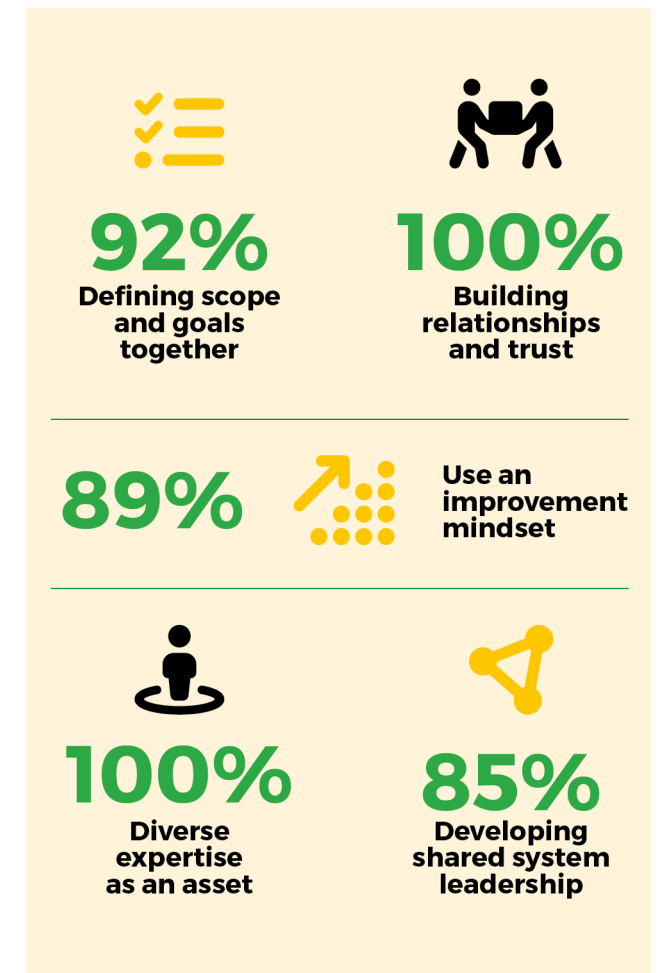 92%
Defining scope
and goals
together
100%
Building
relationships
and trust
89%
Use an
improvement
mindset
100%
Diverse
expertise
as an asset
85%
Developing
shared system
leadership